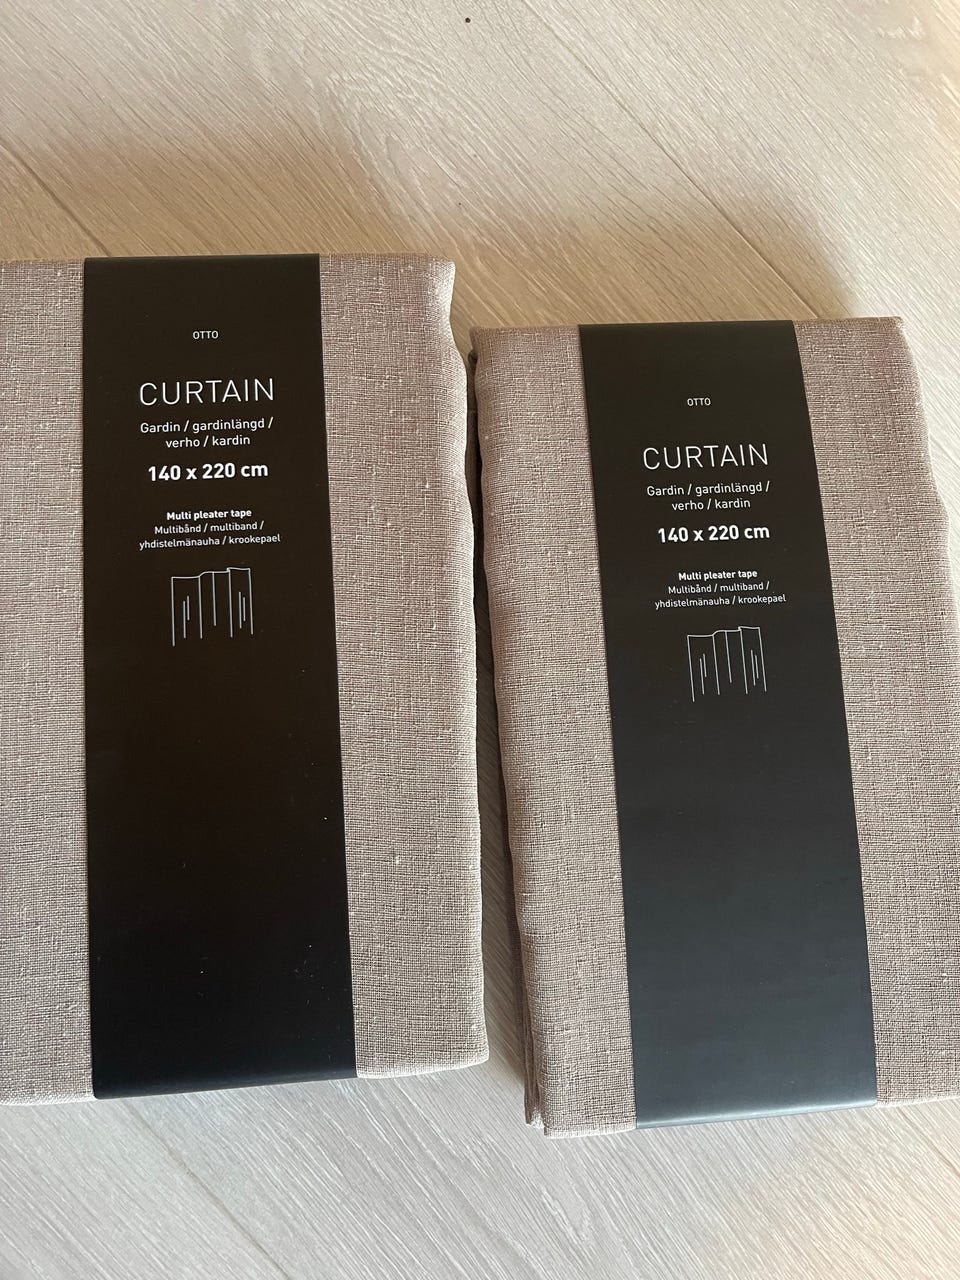 OTTO
CURTAIN
Gardin / gardinlängd /
verho / kardin
140 x 220 cm
Multi pleater tape
Multibånd / multiband /
yhdistelmänauha / krookepael
OTTO
CURTAIN
Gardin / gardinlängd /
verho / kardin
140 x 220 cm
Multi pleater tape
Multibånd / multiband /
yhdistelmänauha / krookepael